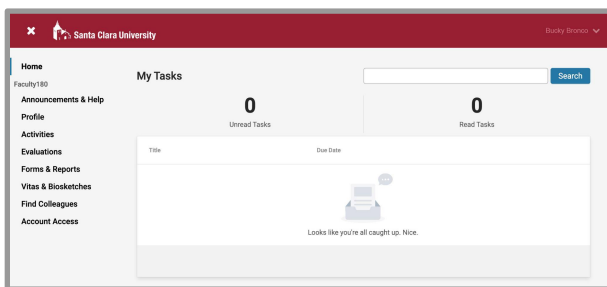 Santa Clara University
Bucky Bronco
Home
Faculty180
Announcements & Help
Profile
Activities
Evaluations
Forms & Reports
Vitas & Biosketches
Find Colleagues
Account Access
My Tasks
Search
0
Unread Tasks
0
Read Tasks
Title
Due Date
Looks like you're all caught up. Nice.